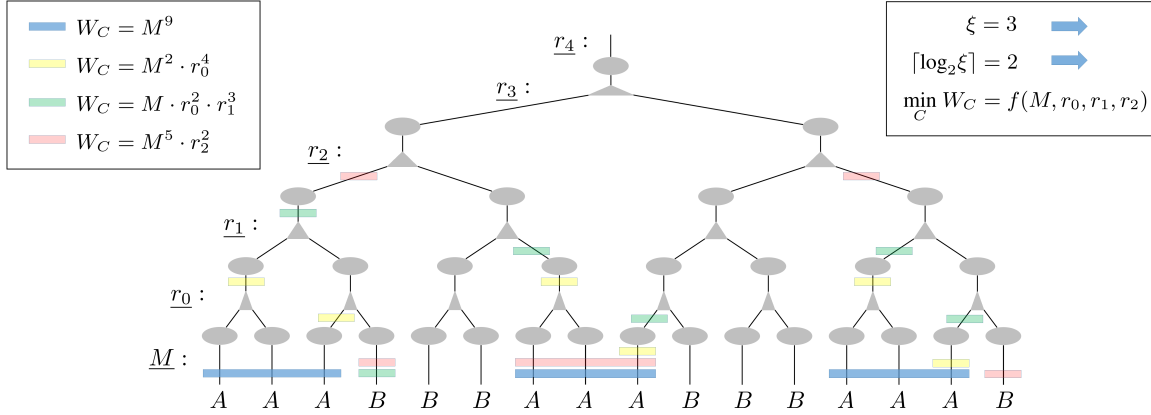 W_C = M^9
W_C = M^2 · r_0^4
W_C = M · r_0^2 · r_1^3
W_C = M^5 · r_2^2
ξ = 3
⌈log_2 ξ⌉ = 2
min_C W_C = f(M, r_0, r_1, r_2)
r_4 :
r_3 :
r_2 :
r_1 :
r_0 :
M :
A A A B B B A A A B B B A A A B